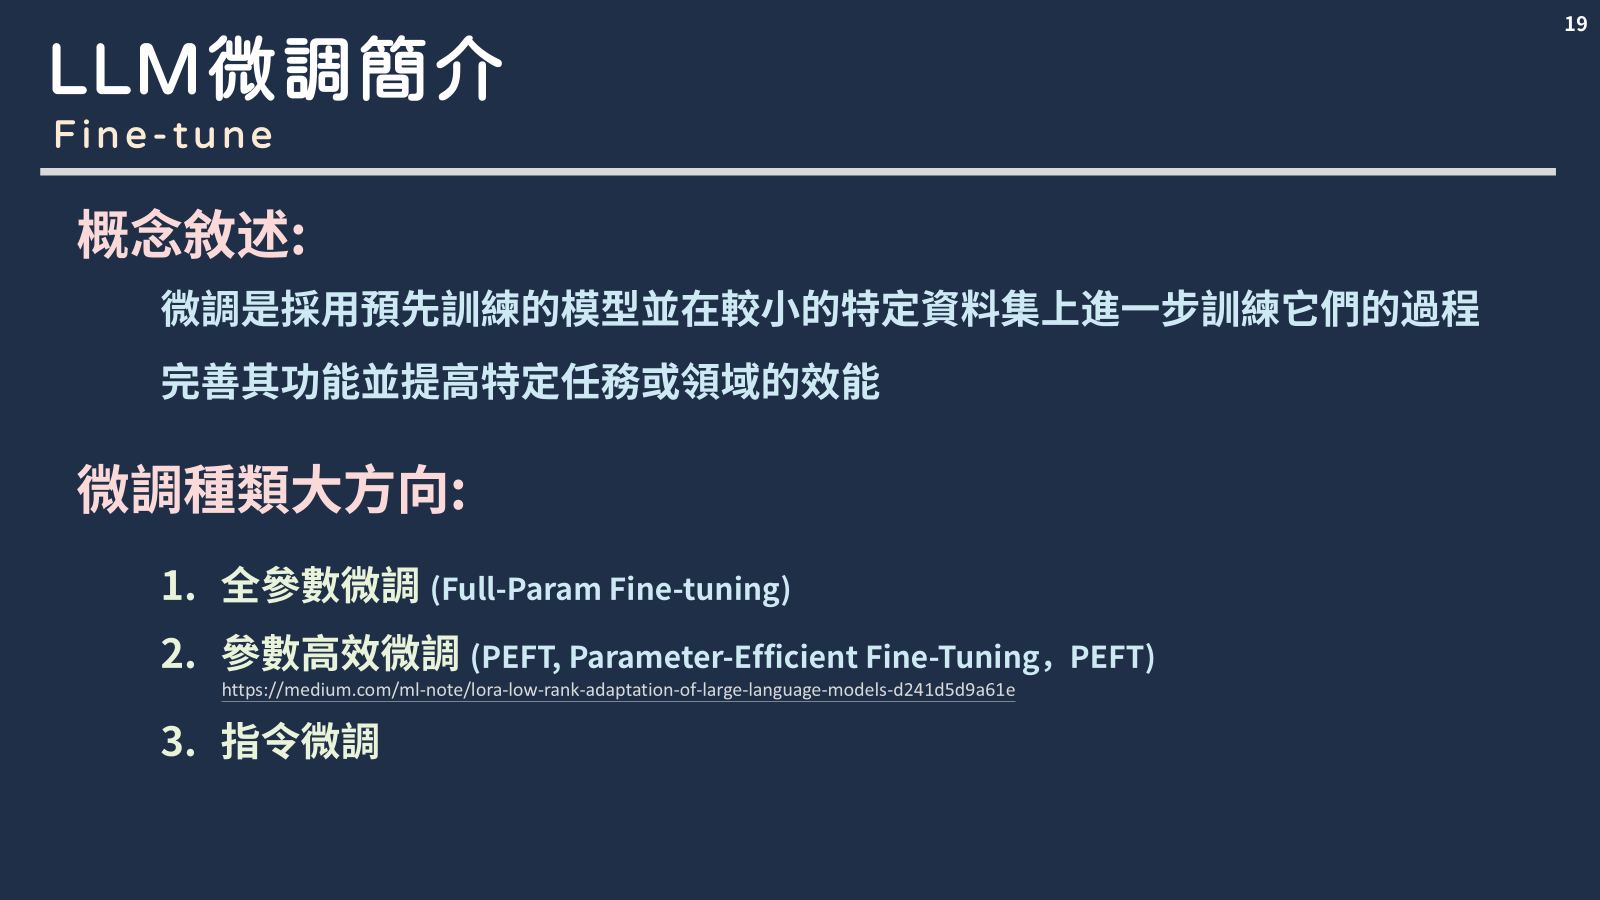 19
LLM微調簡介
Fine-tune
概念敘述:
微調是採用預先訓練的模型並在較小的特定資料集上進一步訓練它們的過程
完善其功能並提高特定任務或領域的效能
微調種類大方向:
1. 全參數微調 (Full-Param Fine-tuning)
2. 參數高效微調 (PEFT, Parameter-Efficient Fine-Tuning，PEFT)
https://medium.com/ml-note/lora-low-rank-adaptation-of-large-language-models-d241d5d9a61e
3. 指令微調